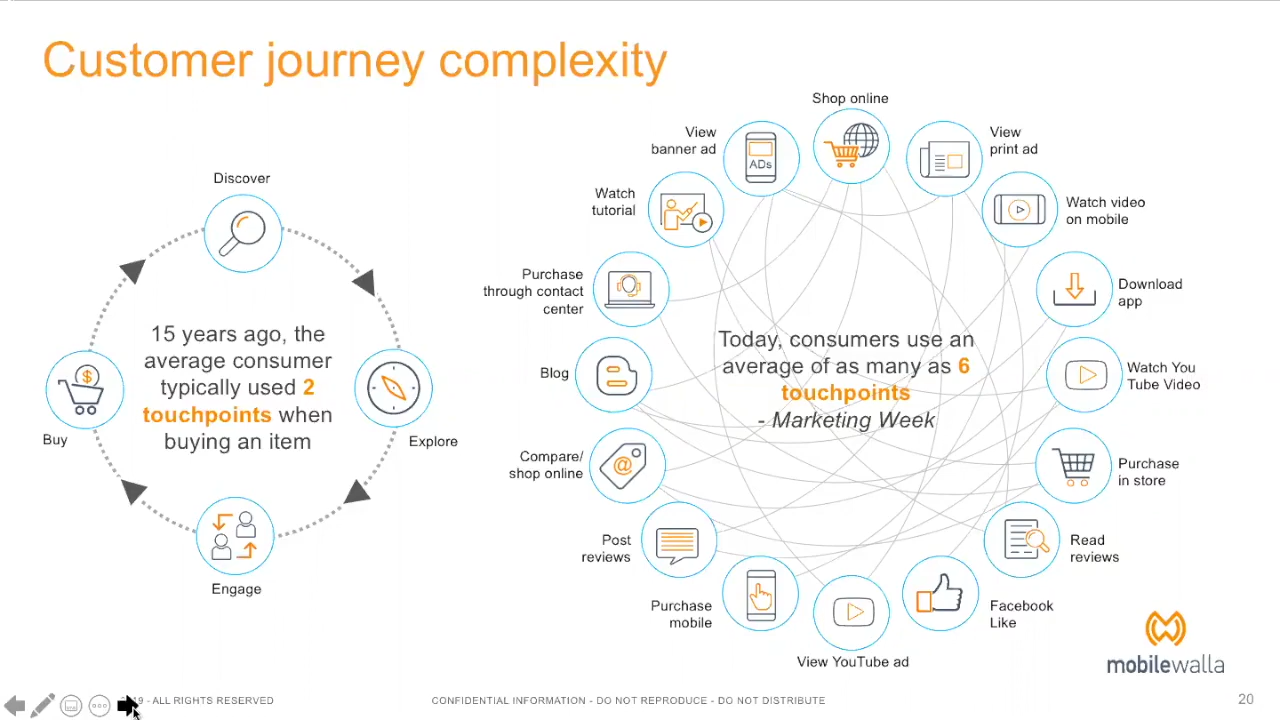 Customer journey complexity
Discover
15 years ago, the
average consumer
typically used 2
touchpoints when
buying an item
Buy
Explore
Engage
Shop online
View
banner ad
ADs
View
print ad
Watch
tutorial
Watch video
on mobile
Purchase
through contact
center
Download
app
Today, consumers use an
average of as many as 6
touchpoints
- Marketing Week
Blog
Watch You
Tube Video
Compare/
shop online
@
Purchase
in store
Post
reviews
Read
reviews
Purchase
mobile
Facebook
Like
View YouTube ad
mobilewalla
- ALL RIGHTS RESERVED
CONFIDENTIAL INFORMATION - DO NOT REPRODUCE - DO NOT DISTRIBUTE
20